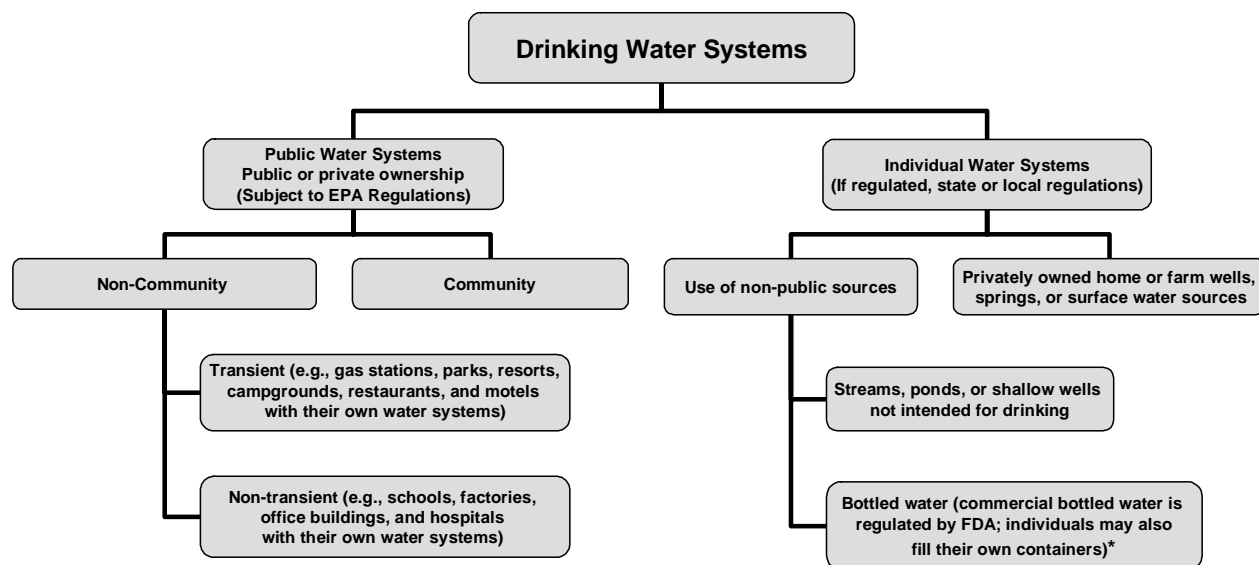 Drinking Water Systems
Public Water Systems
Public or private ownership
(Subject to EPA Regulations)
Individual Water Systems
(If regulated, state or local regulations)
Non-Community
Community
Use of non-public sources
Privately owned home or farm wells,
springs, or surface water sources
Transient (e.g., gas stations, parks, resorts,
campgrounds, restaurants, and motels
with their own water systems)
Streams, ponds, or shallow wells
not intended for drinking
Non-transient (e.g., schools, factories,
office buildings, and hospitals
with their own water systems)
Bottled water (commercial bottled water is
regulated by FDA; individuals may also
fill their own containers)*